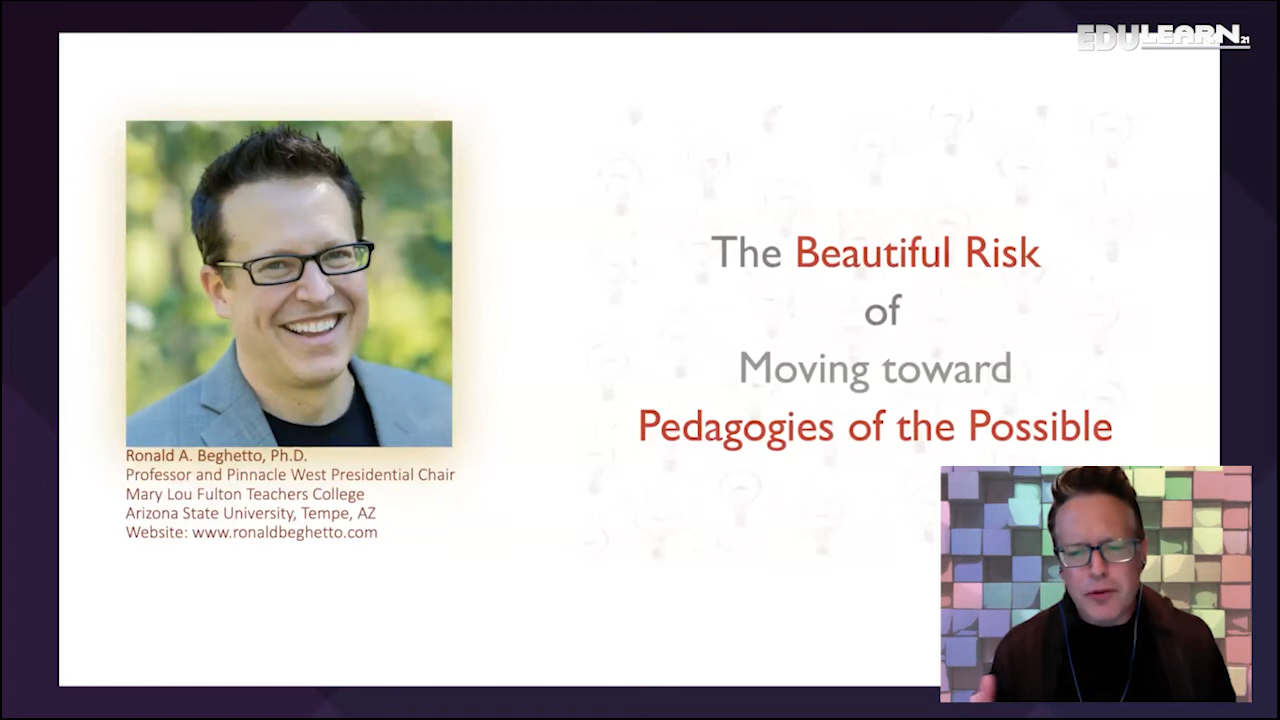 EDULEARN21
The Beautiful Risk
of
Moving toward
Pedagogies of the Possible
Ronald A. Beghetto, Ph.D.
Professor and Pinnacle West Presidential Chair
Mary Lou Fulton Teachers College
Arizona State University, Tempe, AZ
Website: www.ronaldbeghetto.com